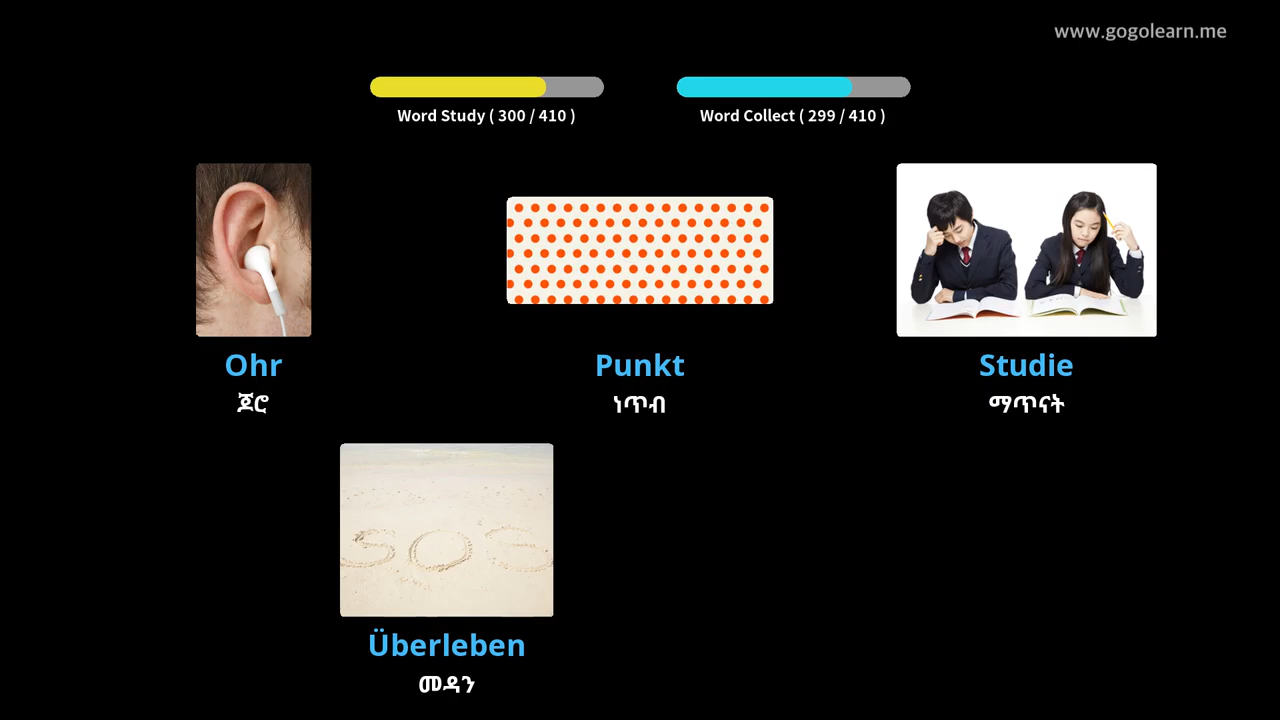 www.gogolearn.me
Word Study ( 300 / 410 )
Word Collect ( 299 / 410 )
Ohr
ጆሮ
Punkt
ነጥብ
Studie
ማጥናት
SOS
Überleben
መዳን